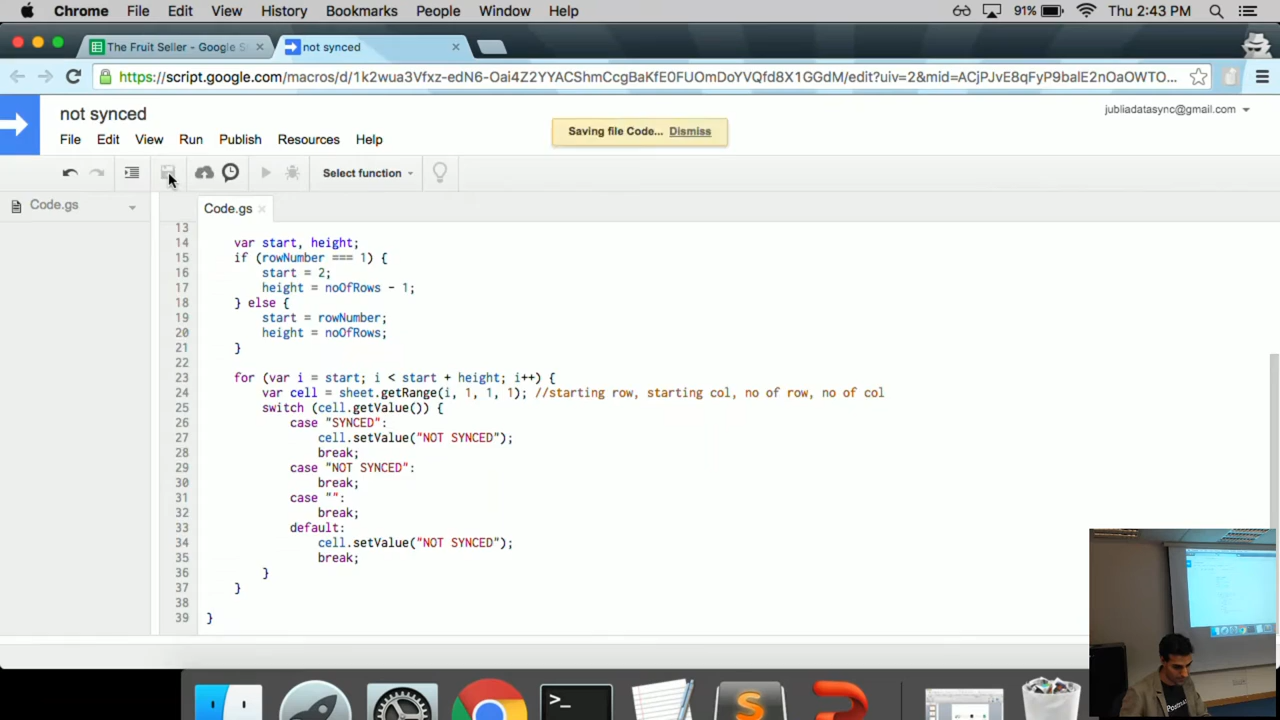 Chrome File Edit View History Bookmarks People Window Help 91% Thu 2:43 PM
The Fruit Seller - Google S
not synced
https://script.google.com/macros/d/1k2wua3Vfxz-edN6-Oai4Z2YYACShmCcgBaKfE0FUOmDoYVQfd8X1GGdM/edit?uiv=2&mid=ACjPJvE8qFyP9balE2nOaOWTO...
not synced
jubliadatasync@gmail.com
Saving file Code... Dismiss
File Edit View Run Publish Resources Help
Select function
Code.gs
Code.gs
13
14 var start, height;
15 if (rowNumber === 1) {
16 start = 2;
17 height = noOfRows - 1;
18 } else {
19 start = rowNumber;
20 height = noOfRows;
21 }
22
23 for (var i = start; i < start + height; i++) {
24 var cell = sheet.getRange(i, 1, 1, 1); //starting row, starting col, no of row, no of col
25 switch (cell.getValue()) {
26 case "SYNCED":
27 cell.setValue("NOT SYNCED");
28 break;
29 case "NOT SYNCED":
30 break;
31 case "":
32 break;
33 default:
34 cell.setValue("NOT SYNCED");
35 break;
36 }
37 }
38
39 }